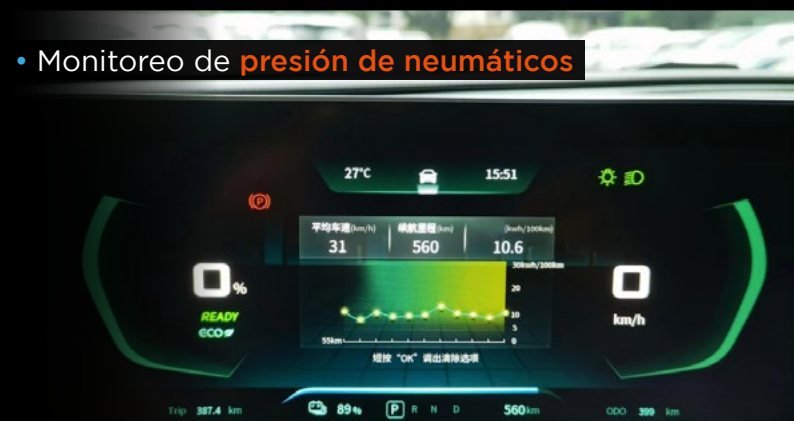 • Monitoreo de presión de neumáticos
27°C 15:51
(P)
平均车速(km/h) 续航里程(km) (kwh/100km)
31 560 10.6
30kwh/100km
0% 20 0
READY 10 km/h
ECO 5
55km 0
短按 "OK" 调出清除选项
Trip 387.4 km 89% P R N D 560km ODO 399 km